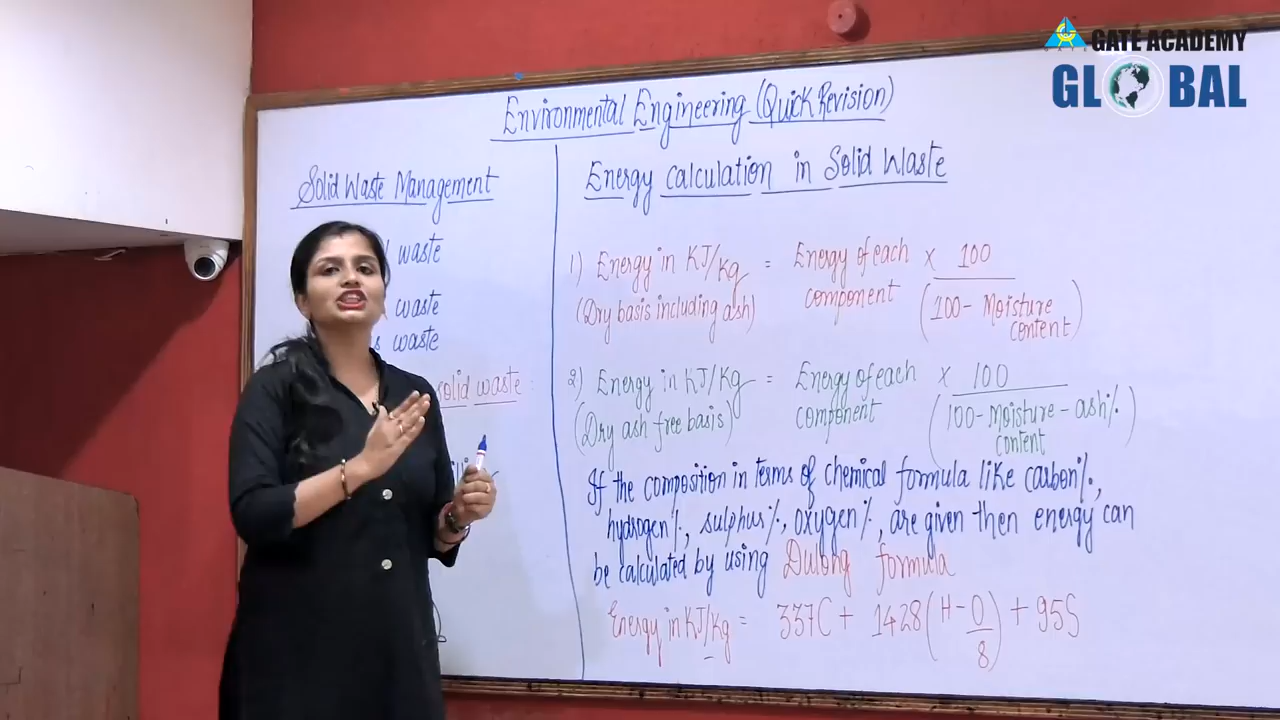 GATE ACADEMY
GLOBAL
Environmental Engineering (Quick Revision)
Solid Waste Management
waste
waste
waste
solid waste:
Energy calculation in Solid Waste
1) Energy in KJ/Kg = Energy of each component × 100 / (100 - Moisture content)
(Dry basis including ash)
2) Energy in KJ/Kg = Energy of each component × 100 / (100 - Moisture content - ash%)
(Dry ash free basis)
If the composition in terms of chemical formula like carbon%,
hydrogen%, sulphur%, oxygen%, are given then energy can
be calculated by using Dulong formula
Energy in KJ/Kg = 337C + 1428(H - O/8) + 95S